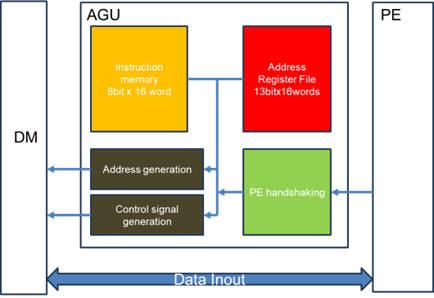 AGU
PE
Instruction
memory
8bit x 16 word
Address
Register File
13bitx16words
DM
Address generation
Control signal
generation
PE handshaking
Data Inout